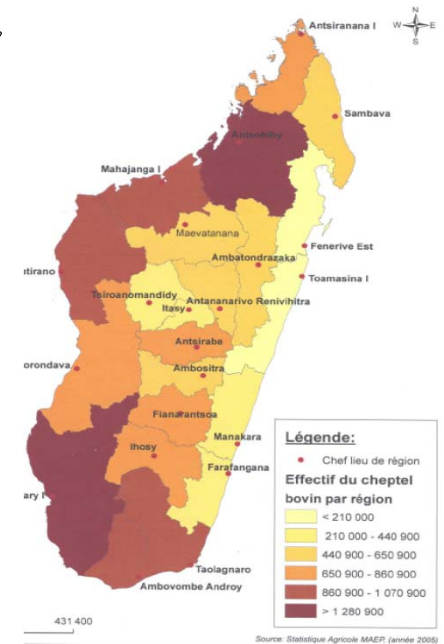 Antsiranana I
N
W E
S
Sambava
Antsohihy
Mahajanga I
Maevatanana
Fenerive Est
Ambatondrazaka
tirano
Toamasina I
Tsiroanomandidy
Itasy
Antananarivo Renivihitra
Antsirabe
orondava
Ambositra
Fianarantsoa
Manakara
Ihosy
Farafangana
ary I
Taolagnaro
Ambovombe Androy
431 400
Légende:
Chef lieu de région
Effectif du cheptel
bovin par région
< 210 000
210 000 - 440 900
440 900 - 650 900
650 900 - 860 900
860 900 - 1 070 900
> 1 280 900
Source: Statistique Agricole MAEP, (année 2005)